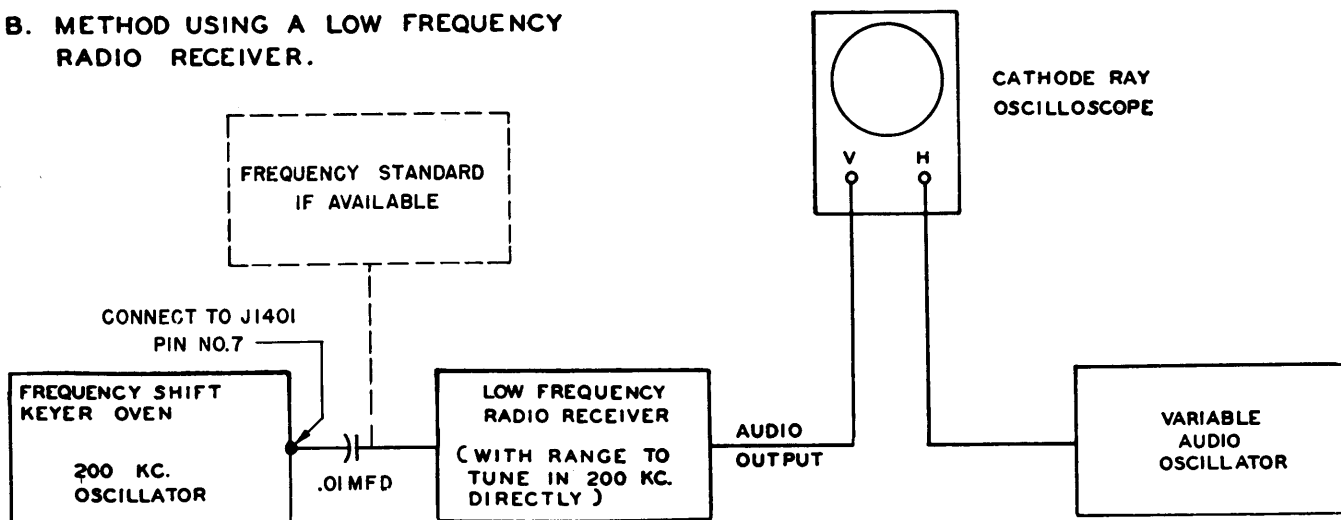 B. METHOD USING A LOW FREQUENCY
RADIO RECEIVER.
CATHODE RAY
OSCILLOSCOPE
V H
FREQUENCY STANDARD
IF AVAILABLE
CONNECT TO J1401
PIN NO.7
FREQUENCY SHIFT
KEYER OVEN
200 KC.
OSCILLATOR
.01MFD
LOW FREQUENCY
RADIO RECEIVER
(WITH RANGE TO
TUNE IN 200 KC.
DIRECTLY)
AUDIO
OUTPUT
VARIABLE
AUDIO
OSCILLATOR